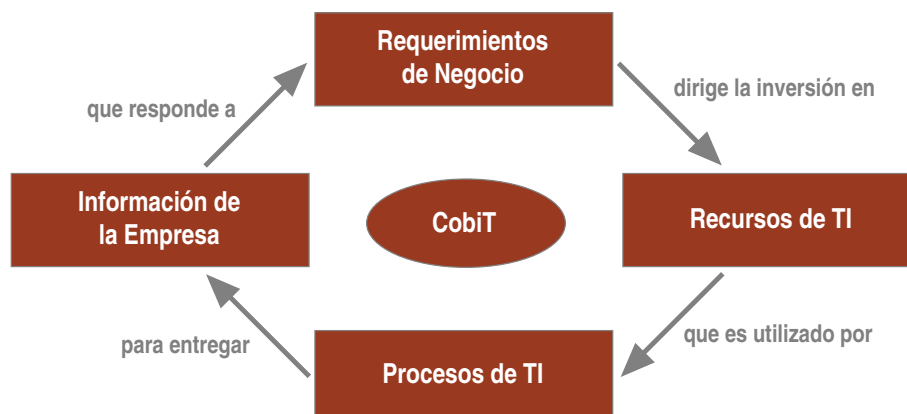 Requerimientos
de Negocio
dirige la inversión en
que responde a
Información de
la Empresa
CobiT
Recursos de TI
que es utilizado por
para entregar
Procesos de TI